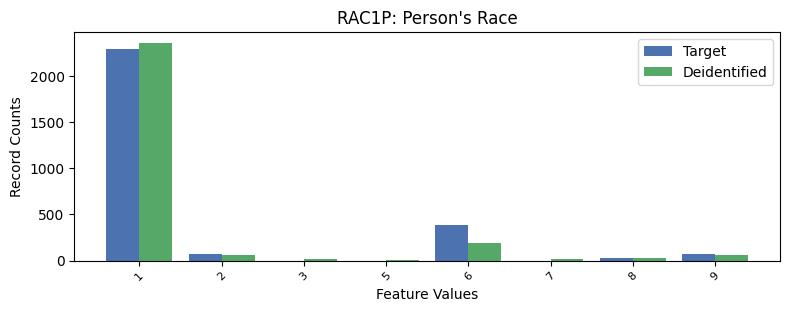 RAC1P: Person's Race
Target
Deidentified
Record Counts
2000
1500
1000
500
0
1 2 3 5 6 7 8 9
Feature Values